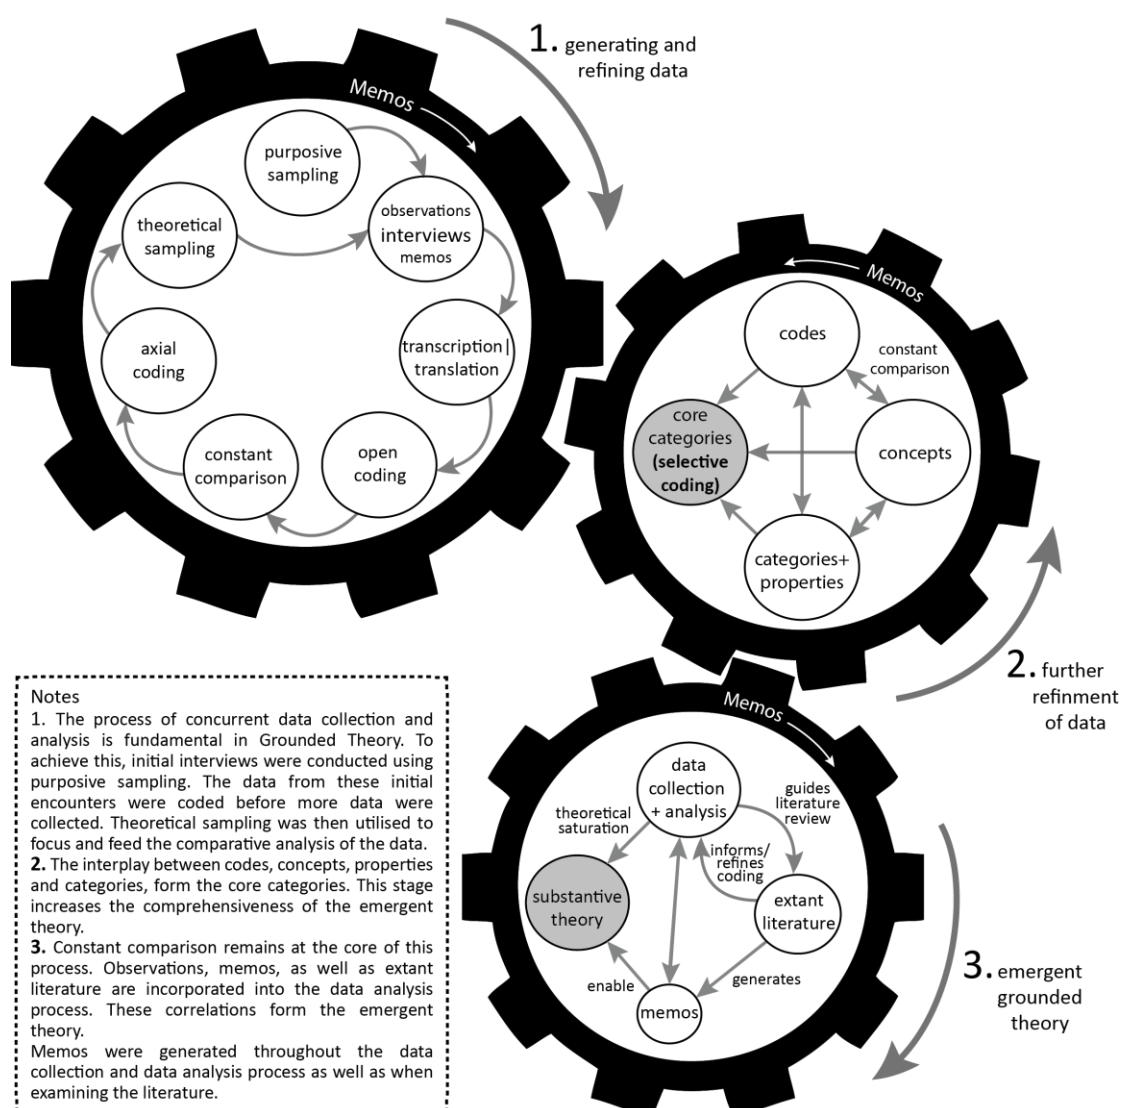 1. generating and
refining data
Memos
purposive
sampling
observations
interviews
memos
transcription|
translation
open
coding
constant
comparison
axial
coding
theoretical
sampling
Memos
codes
constant
comparison
concepts
categories+
properties
core
categories
(selective
coding)
2. further
refinment
of data
Memos
data
collection
+ analysis
guides
literature
review
theoretical
saturation
informs/
refines
coding
substantive
theory
extant
literature
enable
generates
memos
3. emergent
grounded
theory
Notes
1. The process of concurrent data collection and
analysis is fundamental in Grounded Theory. To
achieve this, initial interviews were conducted using
purposive sampling. The data from these initial
encounters were coded before more data were
collected. Theoretical sampling was then utilised to
focus and feed the comparative analysis of the data.
2. The interplay between codes, concepts, properties
and categories, form the core categories. This stage
increases the comprehensiveness of the emergent
theory.
3. Constant comparison remains at the core of this
process. Observations, memos, as well as extant
literature are incorporated into the data analysis
process. These correlations form the emergent
theory.
Memos were generated throughout the data
collection and data analysis process as well as when
examining the literature.